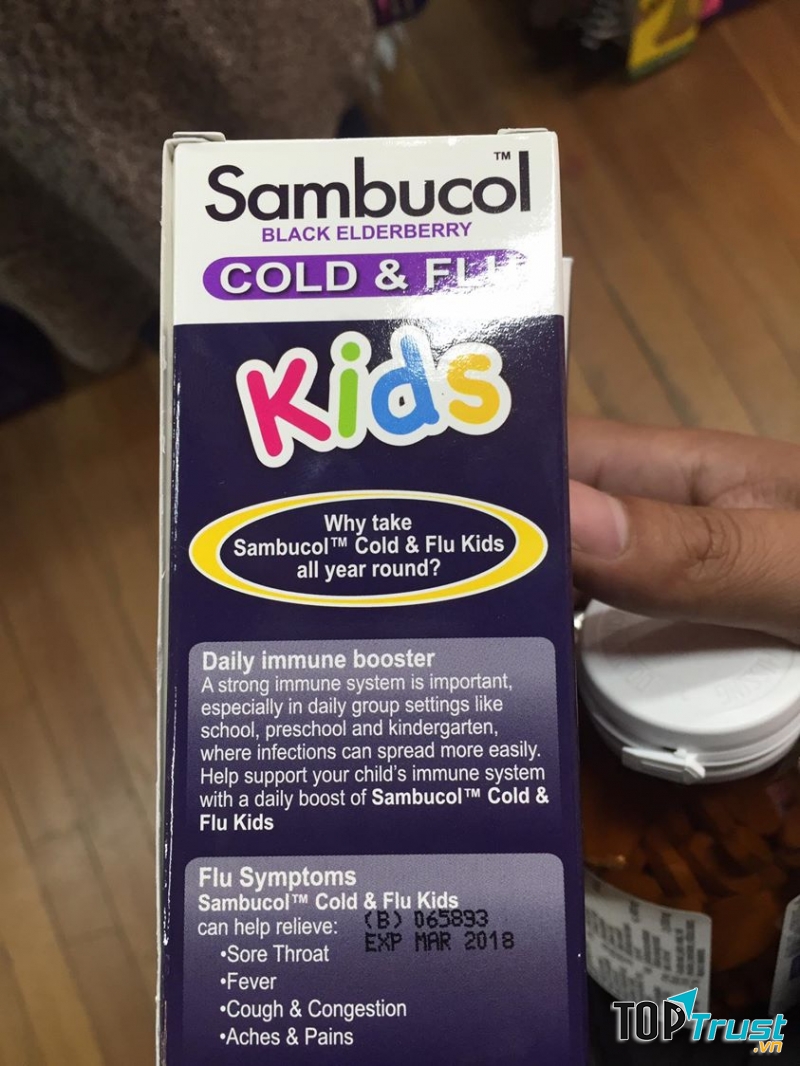 Sambucol™
BLACK ELDERBERRY
COLD & FLU
Kids
Why take
Sambucol™ Cold & Flu Kids
all year round?
Daily immune booster
A strong immune system is important,
especially in daily group settings like
school, preschool and kindergarten,
where infections can spread more easily.
Help support your child's immune system
with a daily boost of Sambucol™ Cold &
Flu Kids
Flu Symptoms
Sambucol™ Cold & Flu Kids
can help relieve:
(B) 065893
EXP MAR 2018
•Sore Throat
•Fever
•Cough & Congestion
•Aches & Pains
TOPTrust
.vn